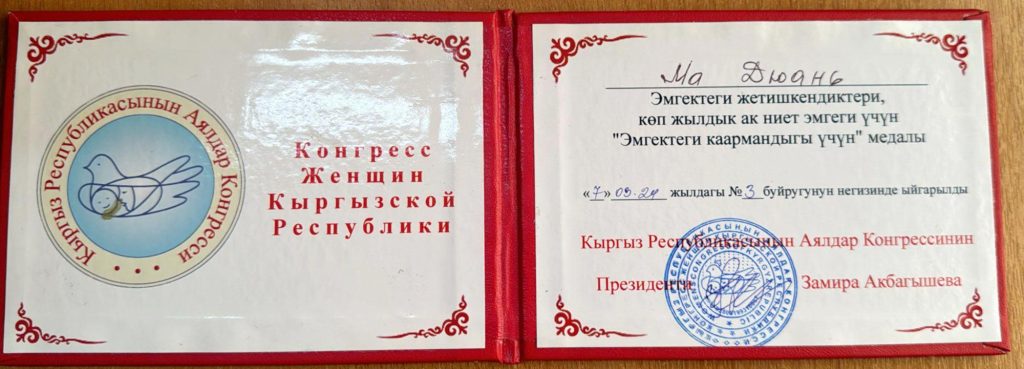 Кыргыз Республикасынын Аялдар Конгресси
Конгресс
Женщин
Кыргызской
Республики
Ма Дюань
Эмгектеги жетишкендиктери,
көп жылдык ак ниет эмгеги үчүн
"Эмгектеги каармандыгы үчүн" медалы
«7» 03.24 жылдагы №3 буйругунун негизинде ыйгарылды
Кыргыз Республикасынын Аялдар Конгрессинин
Президенти Замира Акбагышева